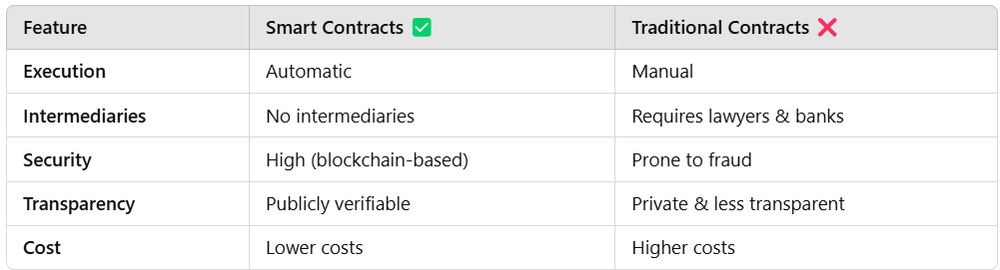 Feature Smart Contracts ✅ Traditional Contracts ❌
Execution Automatic Manual
Intermediaries No intermediaries Requires lawyers & banks
Security High (blockchain-based) Prone to fraud
Transparency Publicly verifiable Private & less transparent
Cost Lower costs Higher costs